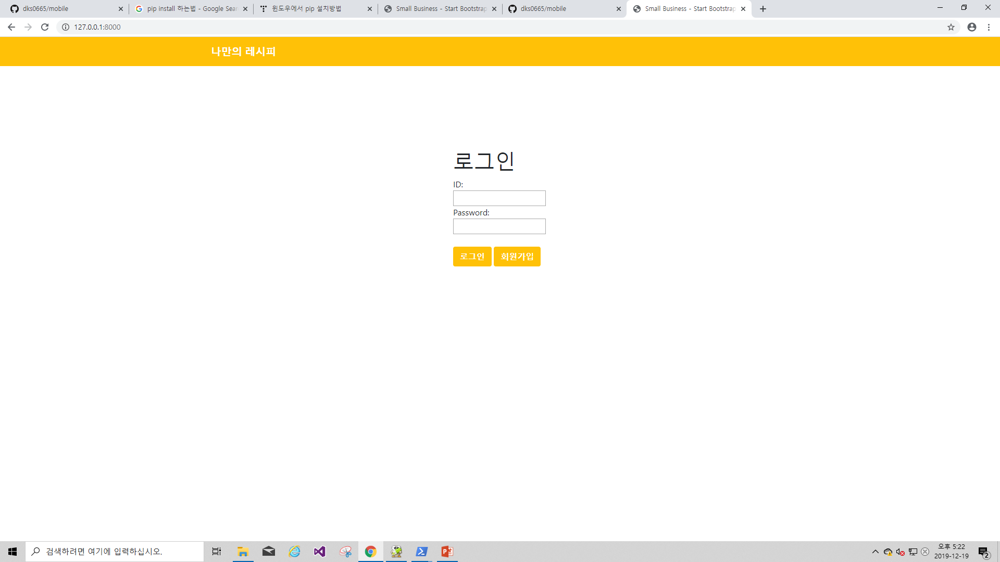 dks0665/mobile
pip install 하는법 - Google Sear
윈도우에서 pip 설치방법
Small Business - Start Bootstrap
dks0665/mobile
Small Business - Start Bootstrap
127.0.0.1:8000
나만의 레시피
로그인
ID:
Password:
로그인 회원가입
검색하려면 여기에 입력하십시오.
오후 5:22
2019-12-19
2